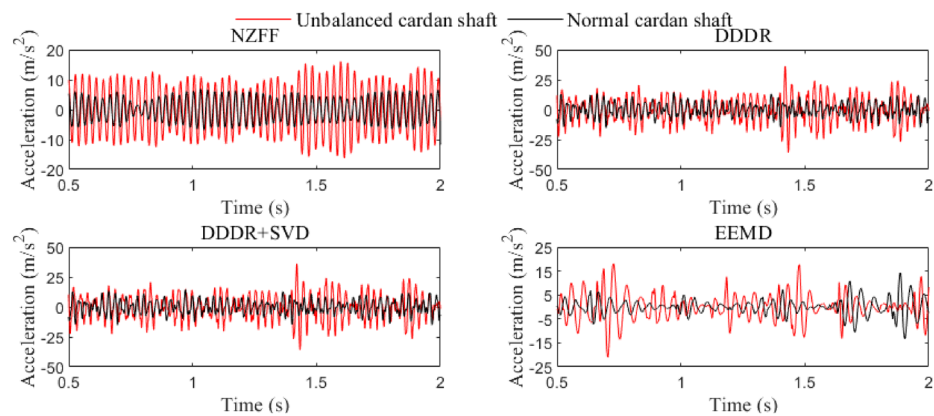 Unbalanced cardan shaft Normal cardan shaft
NZFF
Acceleration (m/s²)
20
10
0
-10
-20
0.5 1 1.5 2
Time (s)
DDDR
Acceleration (m/s²)
50
25
0
-25
-50
0.5 1 1.5 2
Time (s)
DDDR+SVD
Acceleration (m/s²)
50
25
0
-25
-50
0.5 1 1.5 2
Time (s)
EEMD
Acceleration (m/s²)
25
15
5
-5
-15
-25
0.5 1 1.5 2
Time (s)